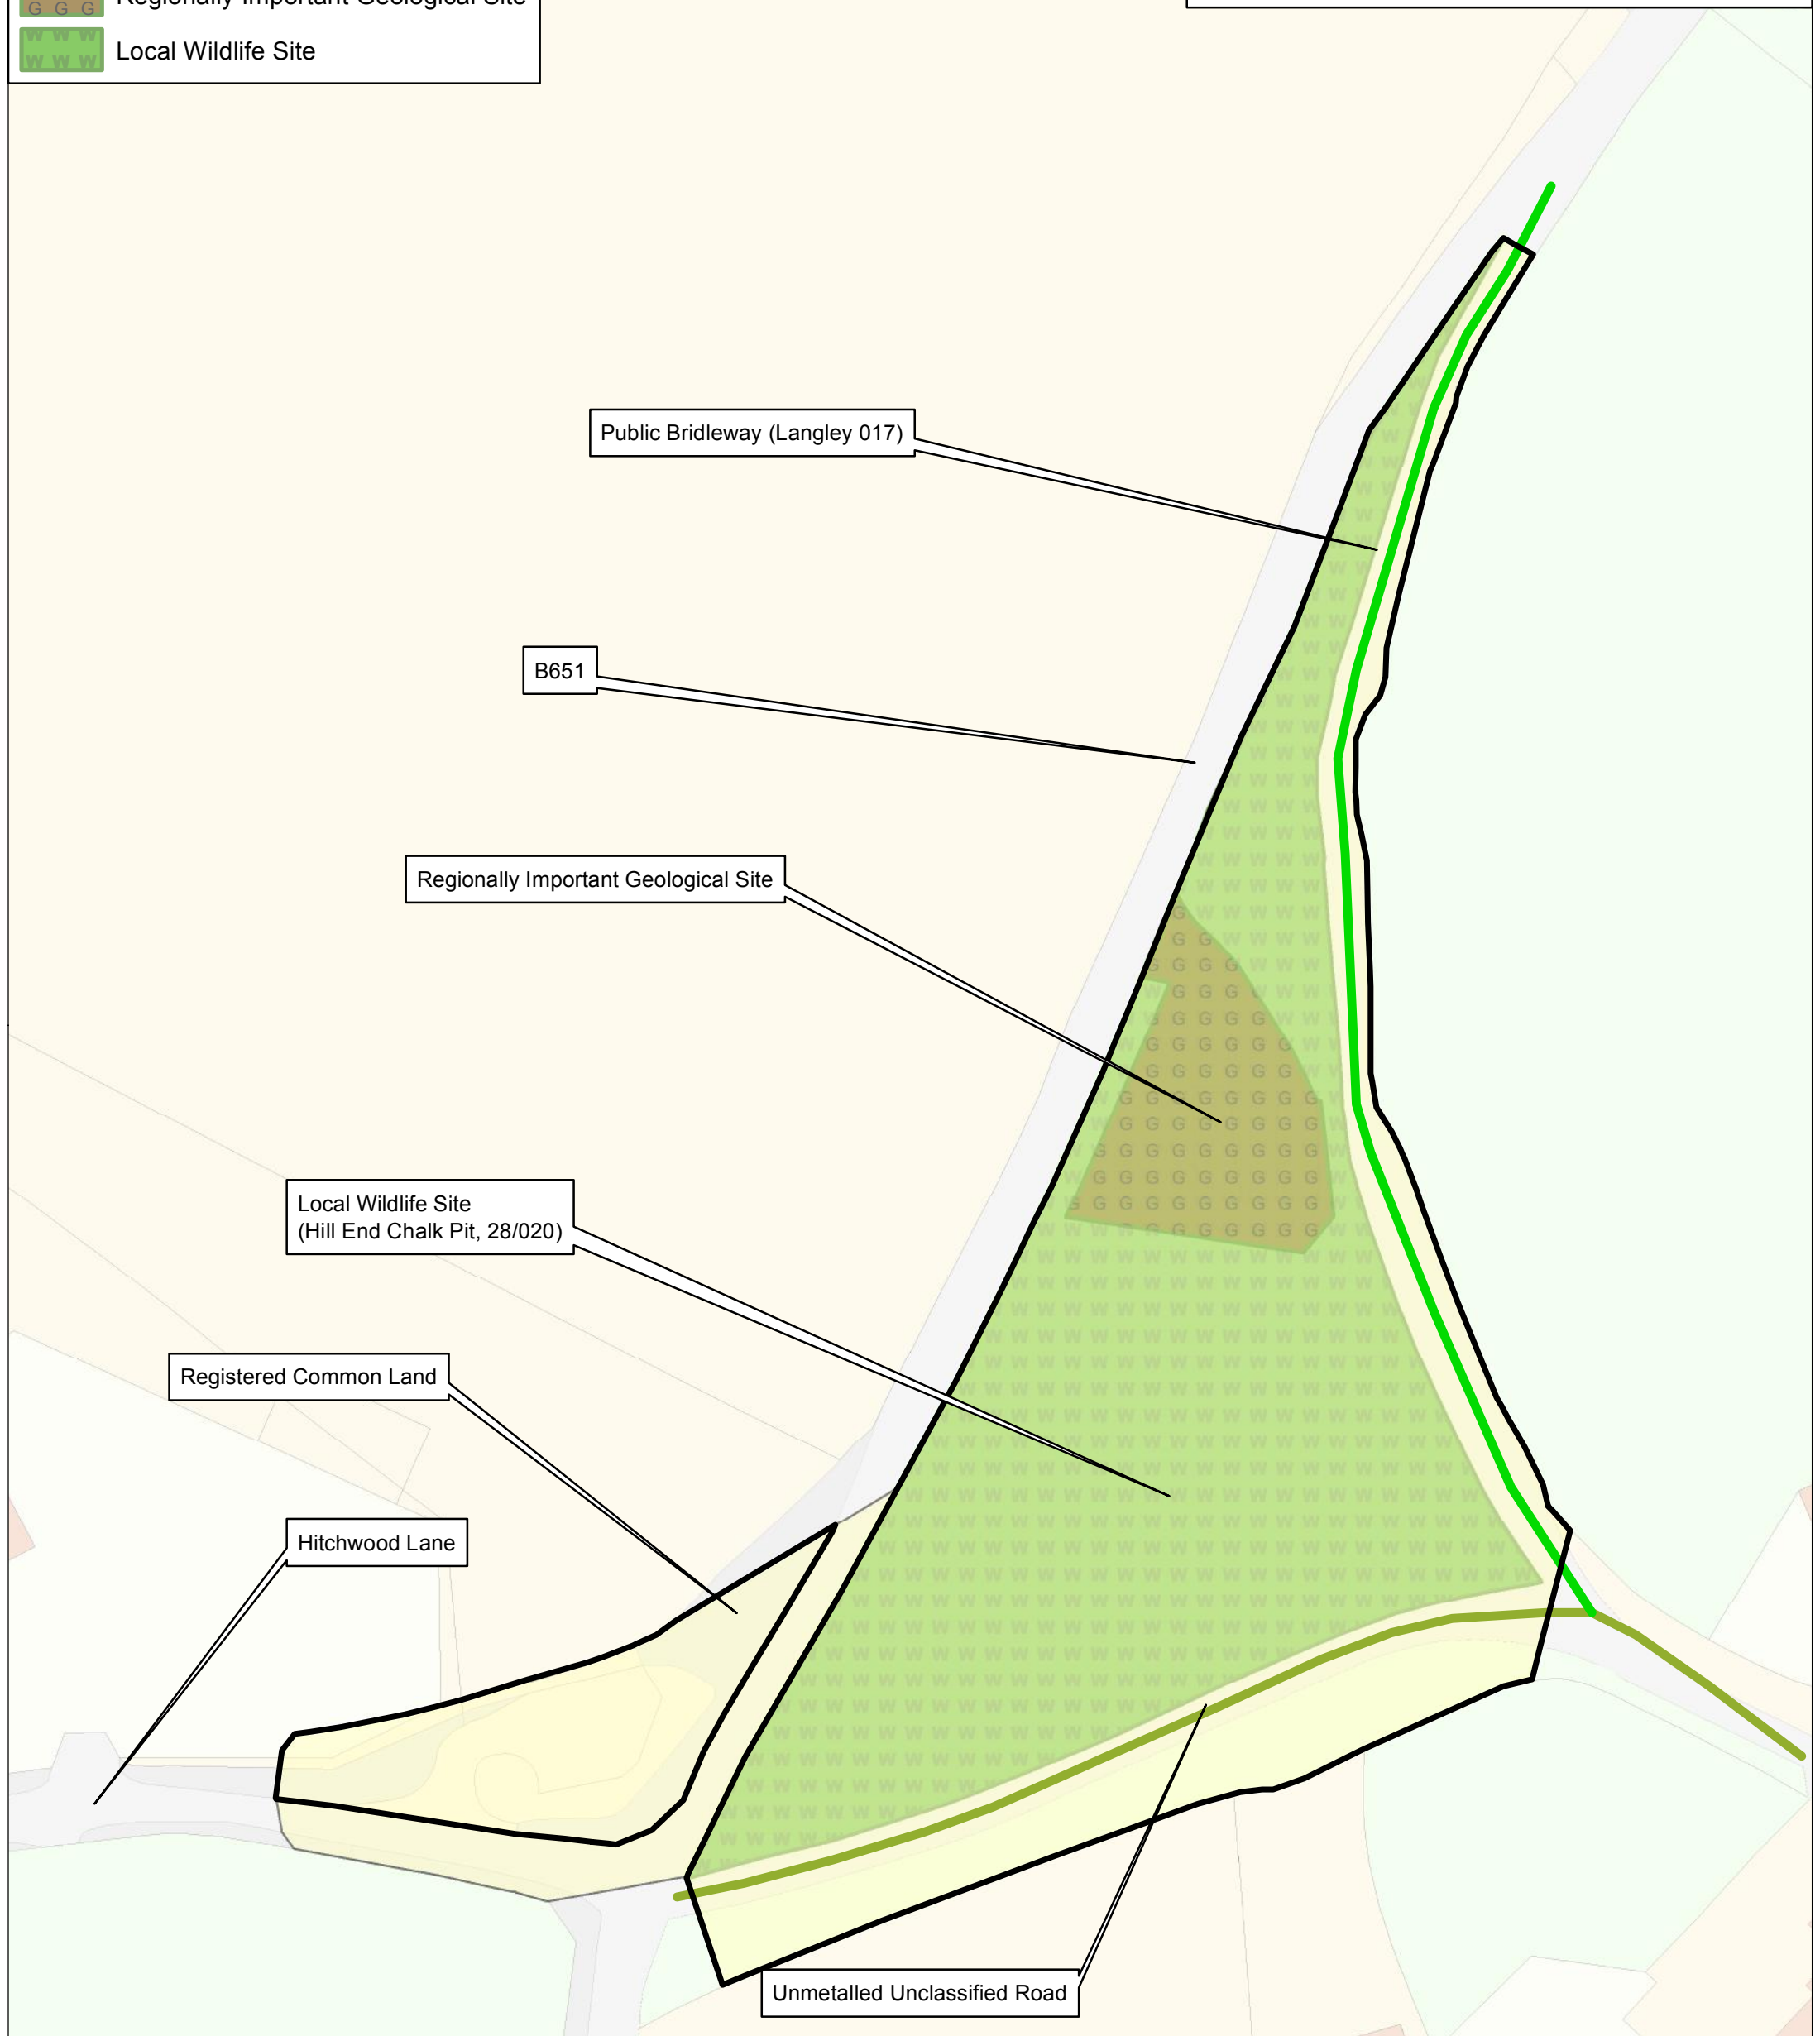 Regionally Important Geological Site
Local Wildlife Site
Public Bridleway (Langley 017)
B651
Regionally Important Geological Site
Local Wildlife Site
(Hill End Chalk Pit, 28/020)
Registered Common Land
Hitchwood Lane
Unmetalled Unclassified Road